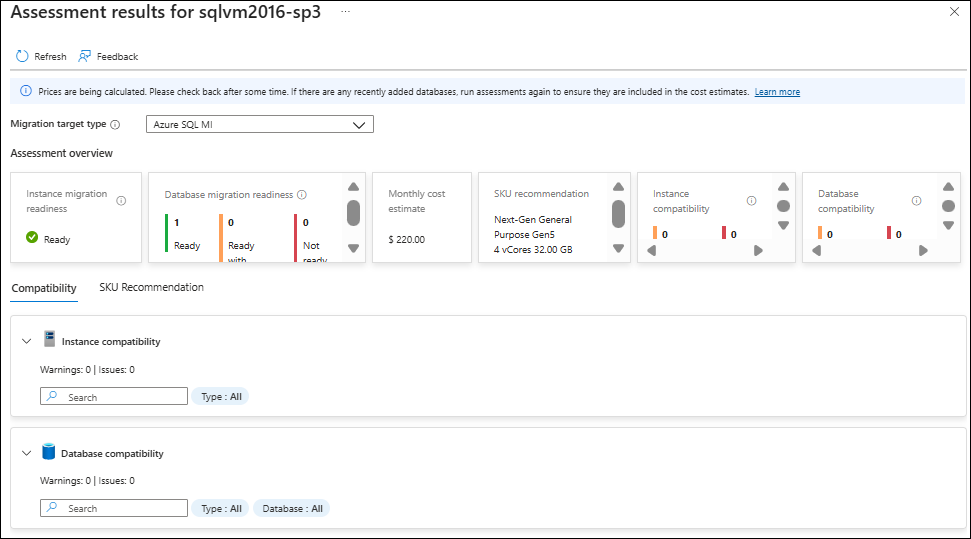 Assessment results for sqlvm2016-sp3 ...
Refresh Feedback
Prices are being calculated. Please check back after some time. If there are any recently added databases, run assessments again to ensure they are included in the cost estimates. Learn more
Migration target type
Azure SQL MI
Assessment overview
Instance migration
readiness
Ready
Database migration readiness
1
Ready
0
Ready
with
0
Not
ready
Monthly cost
estimate
$ 220.00
SKU recommendation
Next-Gen General
Purpose Gen5
4 vCores 32.00 GB
Instance
compatibility
0 0
Database
compatibility
0 0
Compatibility SKU Recommendation
Instance compatibility
Warnings: 0 | Issues: 0
Search Type : All
Database compatibility
Warnings: 0 | Issues: 0
Search Type : All Database : All